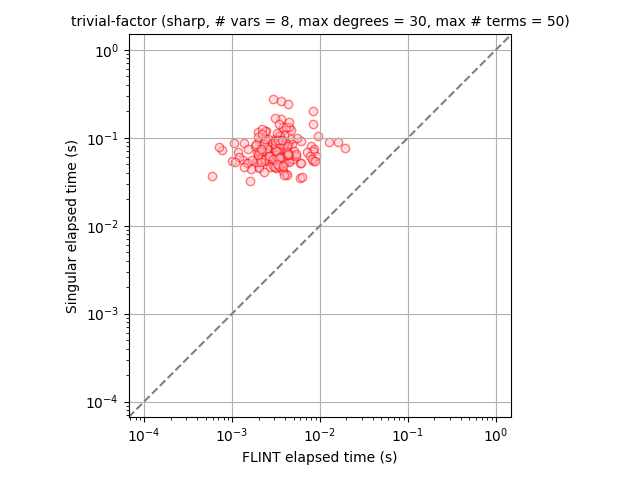 trivial-factor (sharp, # vars = 8, max degrees = 30, max # terms = 50)
10⁰
10⁻¹
10⁻²
10⁻³
10⁻⁴
Singular elapsed time (s)
10⁻⁴ 10⁻³ 10⁻² 10⁻¹ 10⁰
FLINT elapsed time (s)